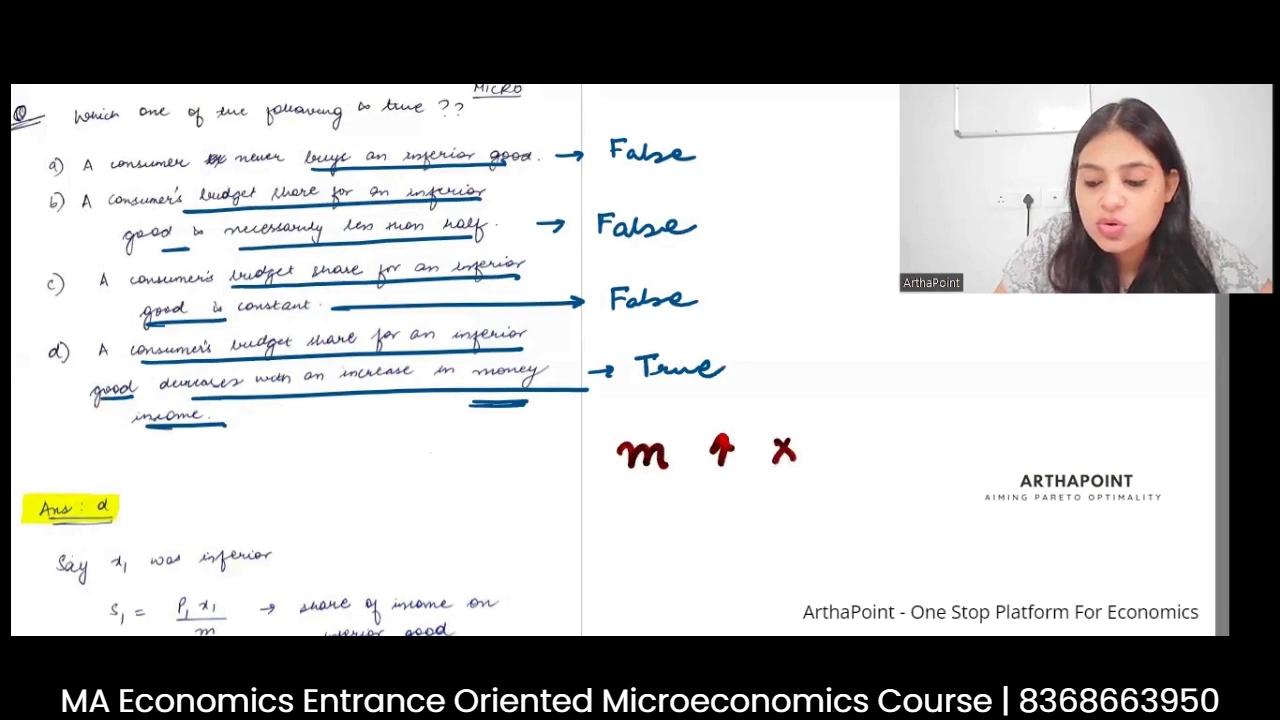 MICRO
Q Which one of the following is true ??
a) A consumer never buys an inferior good. → False
b) A consumer's budget share for an inferior
good is necessarily less than half. → False
c) A consumer's budget share for an inferior
good is constant. → False
d) A consumer's budget share for an inferior
good decreases with an increase in money → True
income.
m ↑ x
Ans: d
Say x₁ was inferior
S₁ = P₁ x₁ / m → share of income on
inferior good
ArthaPoint
ARTHAPOINT
AIMING PARETO OPTIMALITY
ArthaPoint - One Stop Platform For Economics
MA Economics Entrance Oriented Microeconomics Course | 8368663950